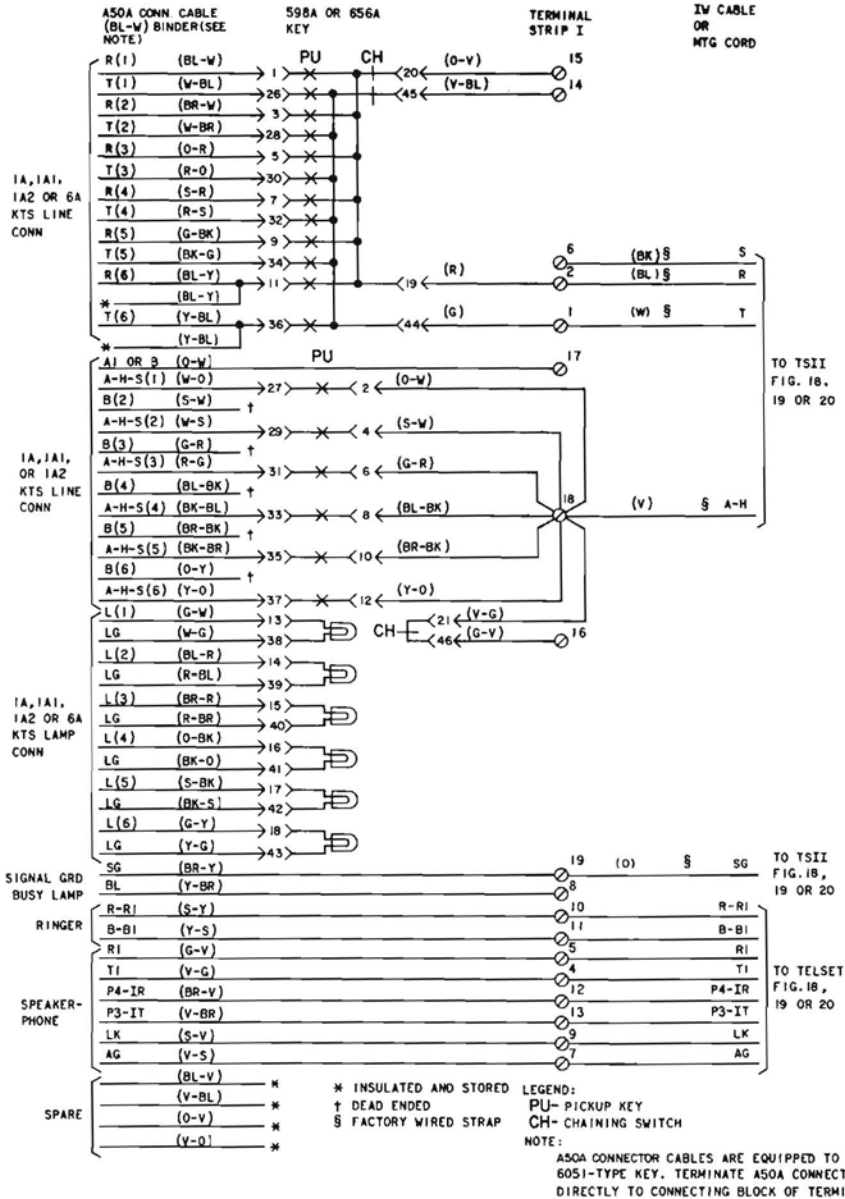 A50A CONN. CABLE
(BL-W) BINDER(SEE
NOTE)
598A OR 656A
KEY
TERMINAL
STRIP I
IW CABLE
OR
MTG CORD
PU CH
R(1) (BL-W) 1 20 (O-V) 15
T(1) (W-BL) 26 45 (V-BL) 14
R(2) (BR-W) 3
T(2) (W-BR) 28
R(3) (O-R) 5
T(3) (R-O) 30
R(4) (S-R) 7
T(4) (R-S) 32
R(5) (G-BK) 9
T(5) (BK-G) 34 6 (BK) § S
R(6) (BL-Y) 11 19 (R) 2 (BL) § R
* (BL-Y)
T(6) (Y-BL) 36 44 (G) 1 (W) § T
* (Y-BL)
1A,1A1,
1A2 OR 6A
KTS LINE
CONN
PU
A1 OR B (O-W) 17
A-H-S(1) (W-O) 27 2 (O-W)
B(2) (S-W) †
A-H-S(2) (W-S) 29 4 (S-W)
B(3) (G-R) †
A-H-S(3) (R-G) 31 6 (G-R)
B(4) (BL-BK) †
A-H-S(4) (BK-BL) 33 8 (BL-BK) 18 (V) § A-H
B(5) (BR-BK) †
A-H-S(5) (BK-BR) 35 10 (BR-BK)
B(6) (O-Y) †
A-H-S(6) (Y-O) 37 12 (Y-O)
1A,1A1,
OR 1A2
KTS LINE
CONN
TO TSII
FIG. 18,
19 OR 20
L(1) (G-W) 13 CH 21 (V-G)
LG (W-G) 38 46 (G-V) 16
L(2) (BL-R) 14
LG (R-BL) 39
L(3) (BR-R) 15
LG (R-BR) 40
L(4) (O-BK) 16
LG (BK-O) 41
L(5) (S-BK) 17
LG (BK-S) 42
L(6) (G-Y) 18
LG (Y-G) 43
1A,1A1,
1A2 OR 6A
KTS LAMP
CONN
SIGNAL GRD SG (BR-Y) 19 (O) § SG
BUSY LAMP BL (Y-BR) 8
TO TSII
FIG.18,
19 OR 20
RINGER
R-R1 (S-Y) 10 R-R1
B-B1 (Y-S) 11 B-B1
SPEAKER-
PHONE
R1 (G-V) 5 R1
T1 (V-G) 4 T1
P4-IR (BR-V) 12 P4-IR
P3-IT (V-BR) 13 P3-IT
LK (S-V) 9 LK
AG (V-S) 7 AG
TO TELSET
FIG.18,
19 OR 20
SPARE
(BL-V) *
(V-BL) *
(O-V) *
(V-O) *
* INSULATED AND STORED
† DEAD ENDED
§ FACTORY WIRED STRAP
LEGEND:
PU- PICKUP KEY
CH- CHAINING SWITCH
NOTE:
A50A CONNECTOR CABLES ARE EQUIPPED TO
6051-TYPE KEY. TERMINATE A50A CONNECT
DIRECTLY TO CONNECTING BLOCK OF TERMI